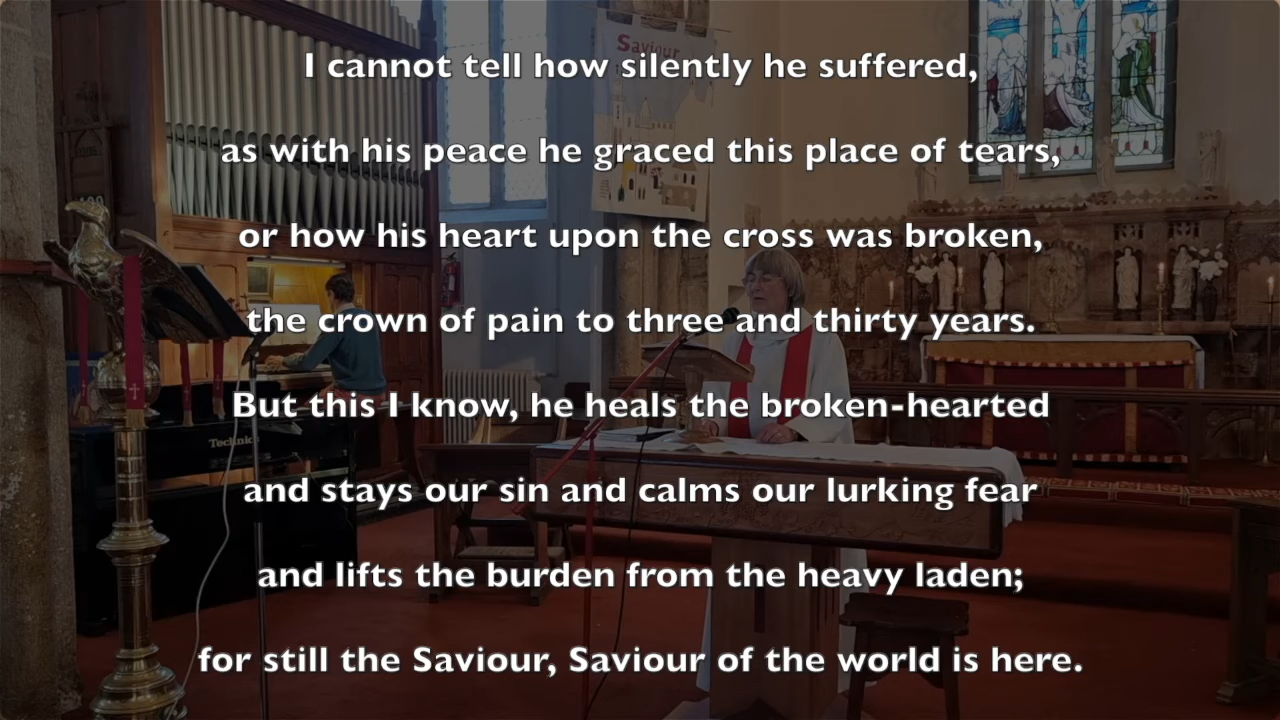 Saviour
I cannot tell how silently he suffered,
as with his peace he graced this place of tears,
or how his heart upon the cross was broken,
the crown of pain to three and thirty years.
But this I know, he heals the broken-hearted
Technics
and stays our sin and calms our lurking fear
and lifts the burden from the heavy laden;
for still the Saviour, Saviour of the world is here.